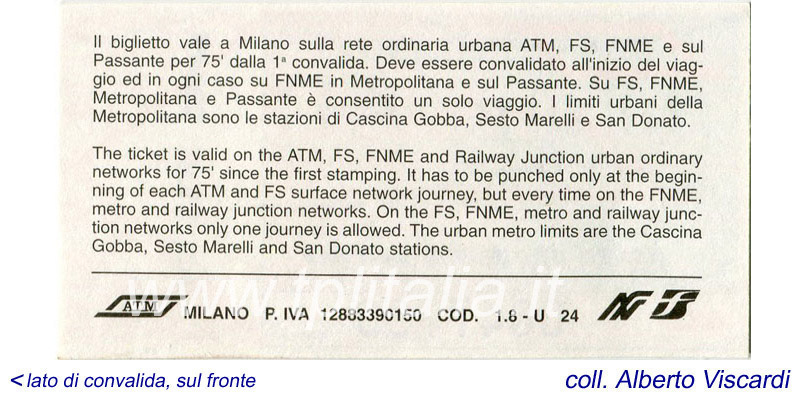 Il biglietto vale a Milano sulla rete ordinaria urbana ATM, FS, FNME e sul
Passante per 75' dalla 1ª convalida. Deve essere convalidato all'inizio del viag-
gio ed in ogni caso su FNME in Metropolitana e sul Passante. Su FS, FNME,
Metropolitana e Passante è consentito un solo viaggio. I limiti urbani della
Metropolitana sono le stazioni di Cascina Gobba, Sesto Marelli e San Donato.
The ticket is valid on the ATM, FS, FNME and Railway Junction urban ordinary
networks for 75' since the first stamping. It has to be punched only at the begin-
ning of each ATM and FS surface network journey, but every time on the FNME,
metro and railway junction networks. On the FS, FNME, metro and railway junc-
tion networks only one journey is allowed. The urban metro limits are the Cascina
Gobba, Sesto Marelli and San Donato stations.
www.tplitalia.it
ATM MILANO P. IVA 12883390150 COD. 1.8 - U 24 FS
< lato di convalida, sul fronte
coll. Alberto Viscardi